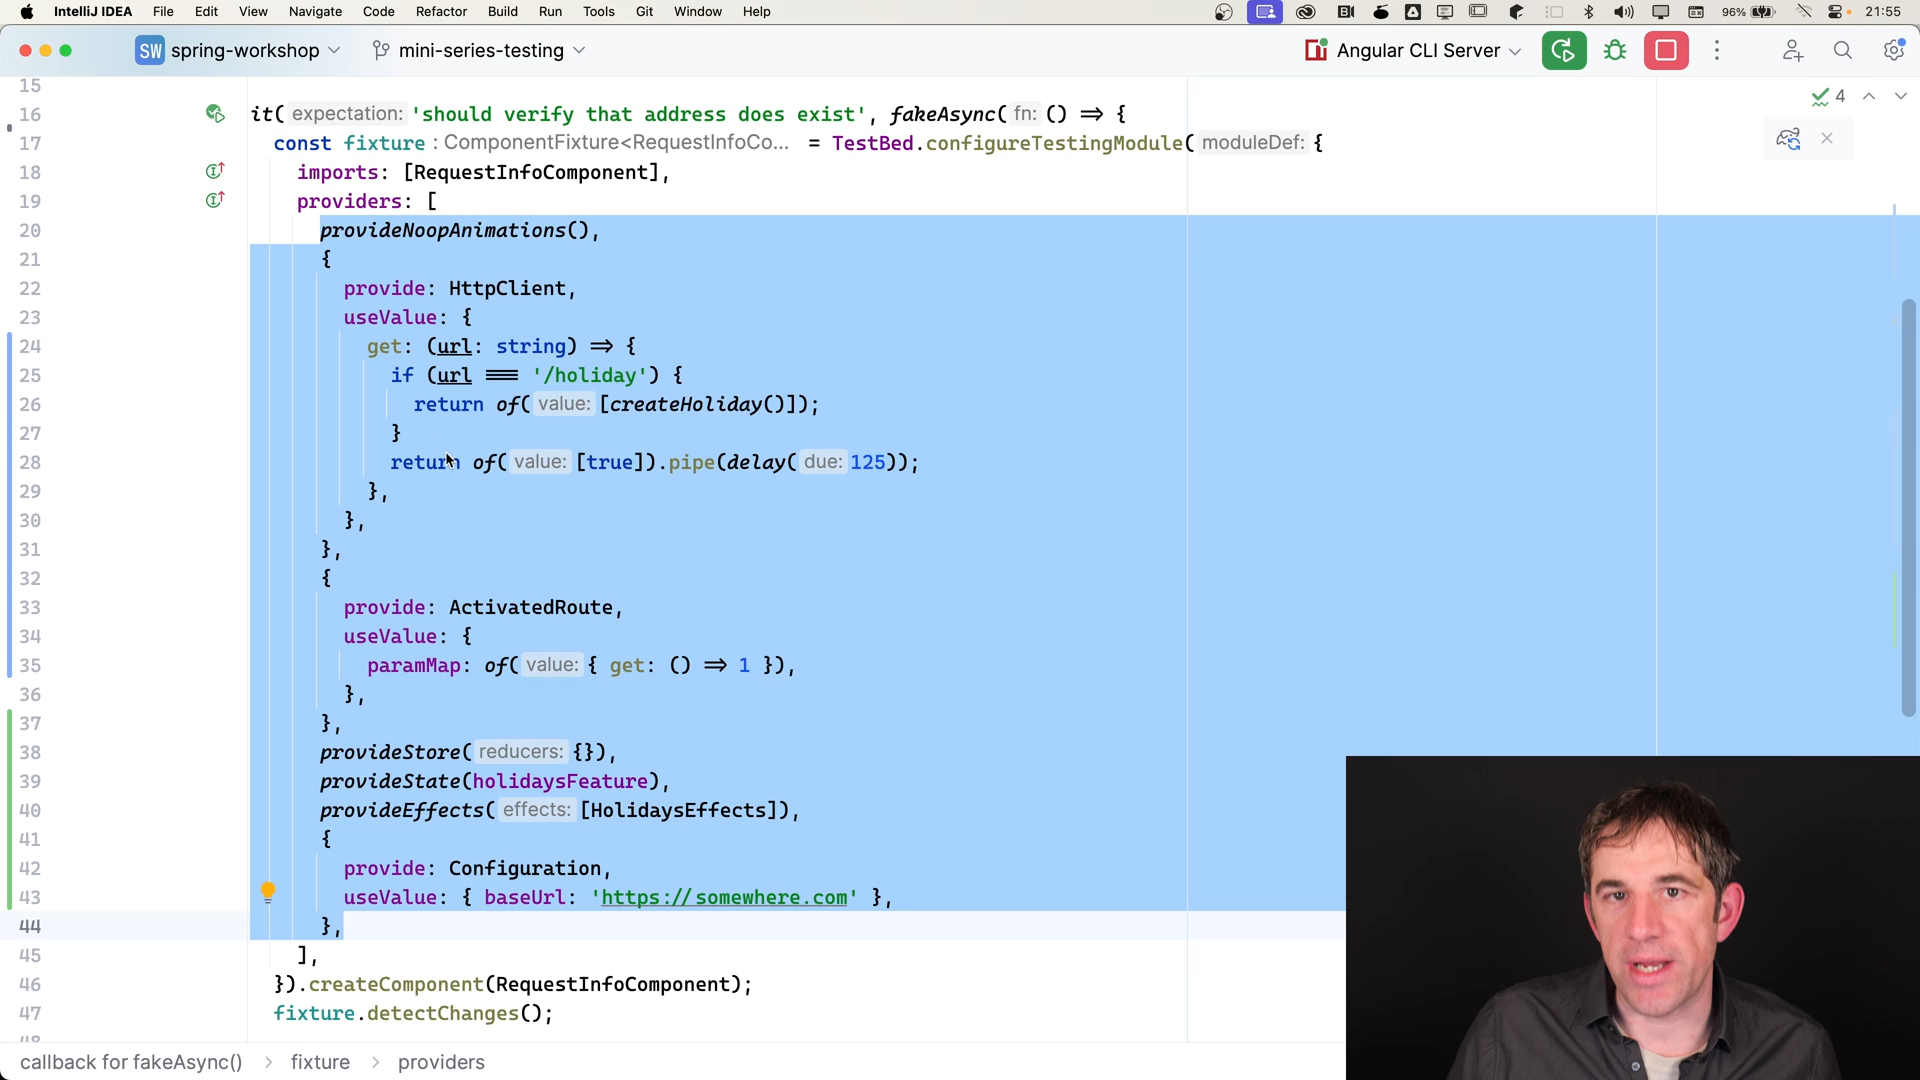 IntelliJ IDEA File Edit View Navigate Code Refactor Build Run Tools Git Window Help 96% 21:55
SW spring-workshop mini-series-testing Angular CLI Server
15
16 it( expectation: 'should verify that address does exist', fakeAsync( fn: () => { 4
17 const fixture : ComponentFixture<RequestInfoCo... = TestBed.configureTestingModule( moduleDef: {
18 imports: [RequestInfoComponent],
19 providers: [
20 provideNoopAnimations(),
21 {
22 provide: HttpClient,
23 useValue: {
24 get: (url: string) => {
25 if (url === '/holiday') {
26 return of( value: [createHoliday()]);
27 }
28 return of( value: [true]).pipe(delay( due: 125));
29 },
30 },
31 },
32 {
33 provide: ActivatedRoute,
34 useValue: {
35 paramMap: of( value: { get: () => 1 }),
36 },
37 },
38 provideStore( reducers: {}),
39 provideState(holidaysFeature),
40 provideEffects( effects: [HolidaysEffects]),
41 {
42 provide: Configuration,
43 useValue: { baseUrl: 'https://somewhere.com' },
44 },
45 ],
46 }).createComponent(RequestInfoComponent);
47 fixture.detectChanges();
48
callback for fakeAsync() > fixture > providers